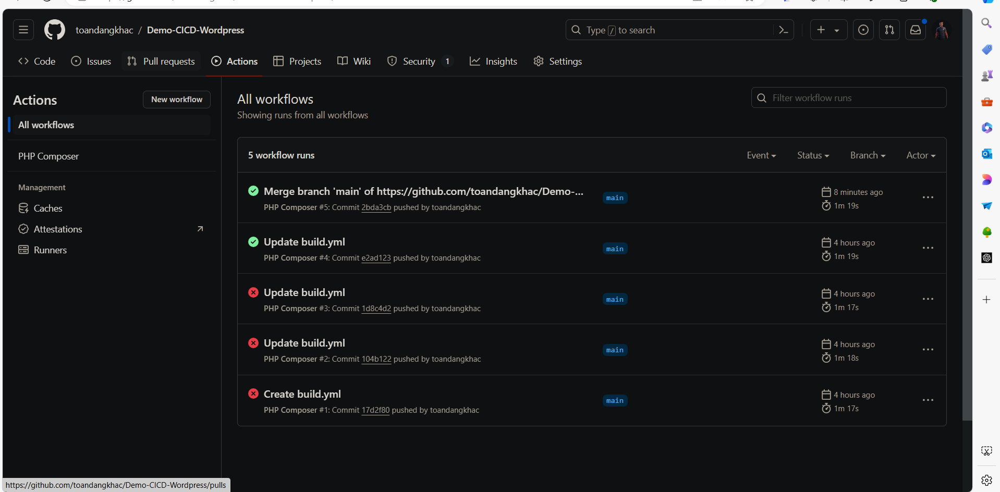 toandangkhac / Demo-CICD-Wordpress
Type / to search
Code Issues Pull requests Actions Projects Wiki Security 1 Insights Settings
Actions
New workflow
All workflows
PHP Composer
Management
Caches
Attestations
Runners
All workflows
Showing runs from all workflows
Filter workflow runs
5 workflow runs
Event Status Branch Actor
Merge branch 'main' of https://github.com/toandangkhac/Demo-...
PHP Composer #5: Commit 2bda3cb pushed by toandangkhac
main
8 minutes ago
1m 19s
Update build.yml
PHP Composer #4: Commit e2ad123 pushed by toandangkhac
main
4 hours ago
1m 19s
Update build.yml
PHP Composer #3: Commit 1d8c4d2 pushed by toandangkhac
main
4 hours ago
1m 17s
Update build.yml
PHP Composer #2: Commit 104b122 pushed by toandangkhac
main
4 hours ago
1m 18s
Create build.yml
PHP Composer #1: Commit 17d2f80 pushed by toandangkhac
main
4 hours ago
1m 17s
https://github.com/toandangkhac/Demo-CICD-Wordpress/pulls